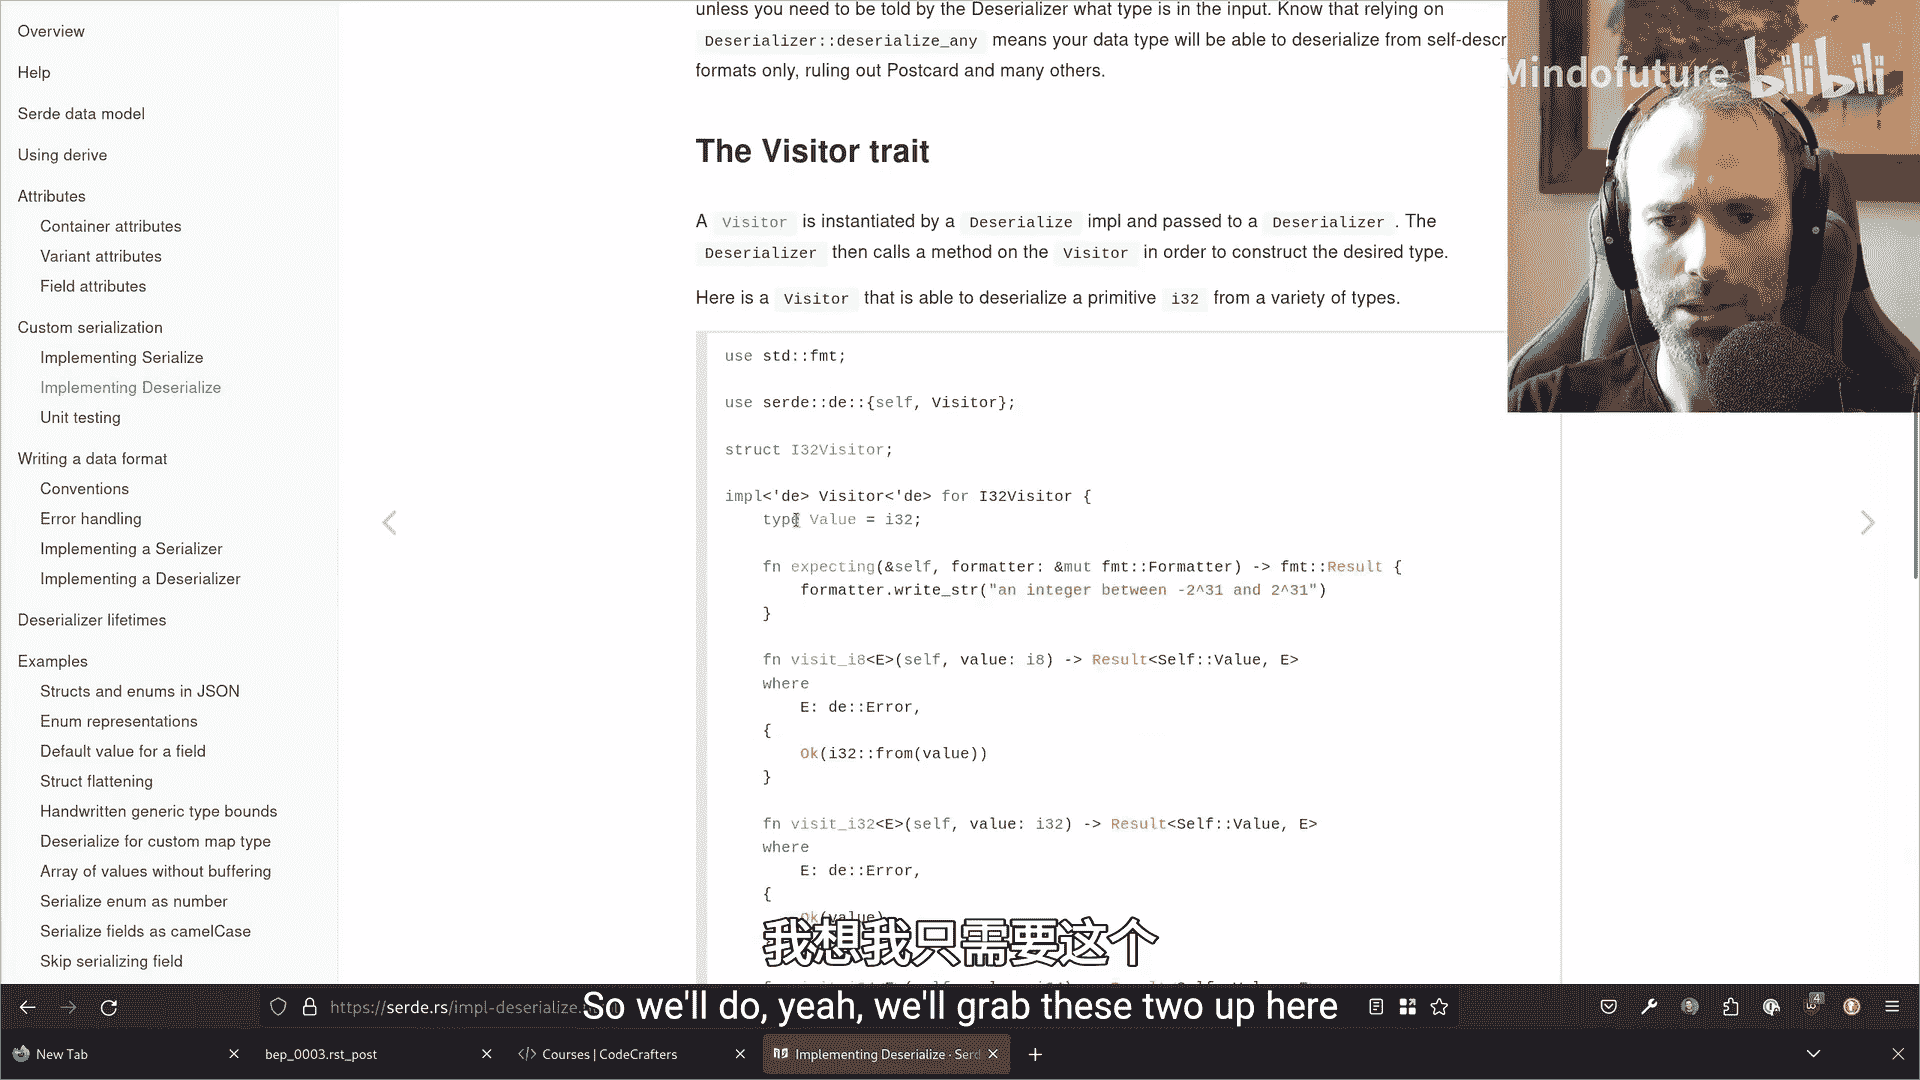 Overview
Help
Serde data model
Using derive
Attributes
Container attributes
Variant attributes
Field attributes
Custom serialization
Implementing Serialize
Implementing Deserialize
Unit testing
Writing a data format
Conventions
Error handling
Implementing a Serializer
Implementing a Deserializer
Deserializer lifetimes
Examples
Structs and enums in JSON
Enum representations
Default value for a field
Struct flattening
Handwritten generic type bounds
Deserialize for custom map type
Array of values without buffering
Serialize enum as number
Serialize fields as camelCase
Skip serializing field
unless you need to be told by the Deserializer what type is in the input. Know that relying on
Deserializer::deserialize_any means your data type will be able to deserialize from self-descr
formats only, ruling out Postcard and many others.
The Visitor trait
A Visitor is instantiated by a Deserialize impl and passed to a Deserializer. The
Deserializer then calls a method on the Visitor in order to construct the desired type.
Here is a Visitor that is able to deserialize a primitive i32 from a variety of types.
use std::fmt;
use serde::de::{self, Visitor};
struct I32Visitor;
impl<'de> Visitor<'de> for I32Visitor {
type Value = i32;
fn expecting(&self, formatter: &mut fmt::Formatter) -> fmt::Result {
formatter.write_str("an integer between -2^31 and 2^31")
}
fn visit_i8<E>(self, value: i8) -> Result<Self::Value, E>
where
E: de::Error,
{
Ok(i32::from(value))
}
fn visit_i32<E>(self, value: i32) -> Result<Self::Value, E>
where
E: de::Error,
{
Ok(value)
Mindofuture bilibili
我想我只需要这个
So we'll do, yeah, we'll grab these two up here
https://serde.rs/impl-deserialize.
4
New Tab
bep_0003.rst_post
</> Courses | CodeCrafters
Implementing Deserialize · Serd